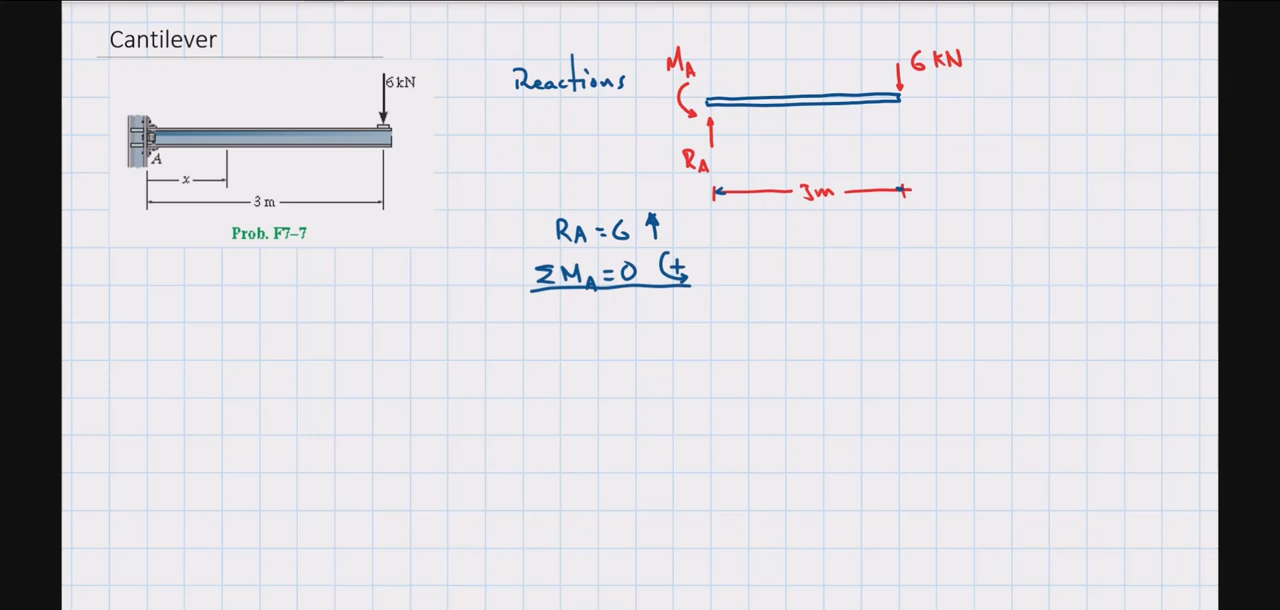 Cantilever
6 kN
A
x
3 m
Prob. F7–7
Reactions
MA
6 KN
RA
3m
RA = 6 ↑
ΣMA = 0 (+